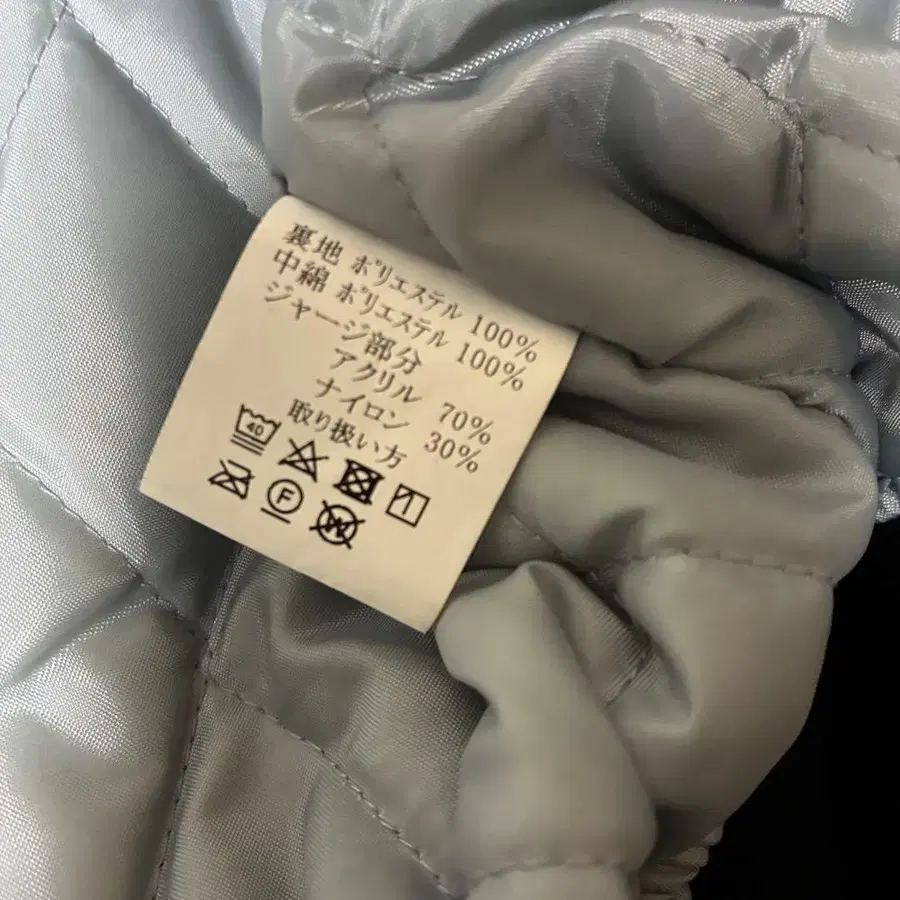 裏地 ポリエステル 100%
中綿 ポリエステル 100%
ジャージ部分
アクリル 70%
ナイロン 30%
取り扱い方
40
F W